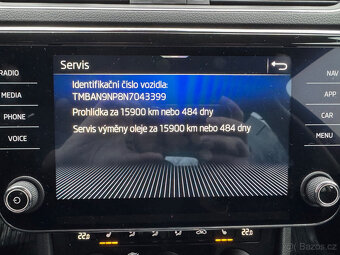 Servis
RADIO
MEDIA
PHONE
VOICE
Identifikační číslo vozidla:
TMBAN9NP8N7043399
Prohlídka za 15900 km nebo 484 dny
Servis výměny oleje za 15900 km nebo 484 dny
NAV
APP
CAR
MENU
22.0
22.0
Bazoš.cz